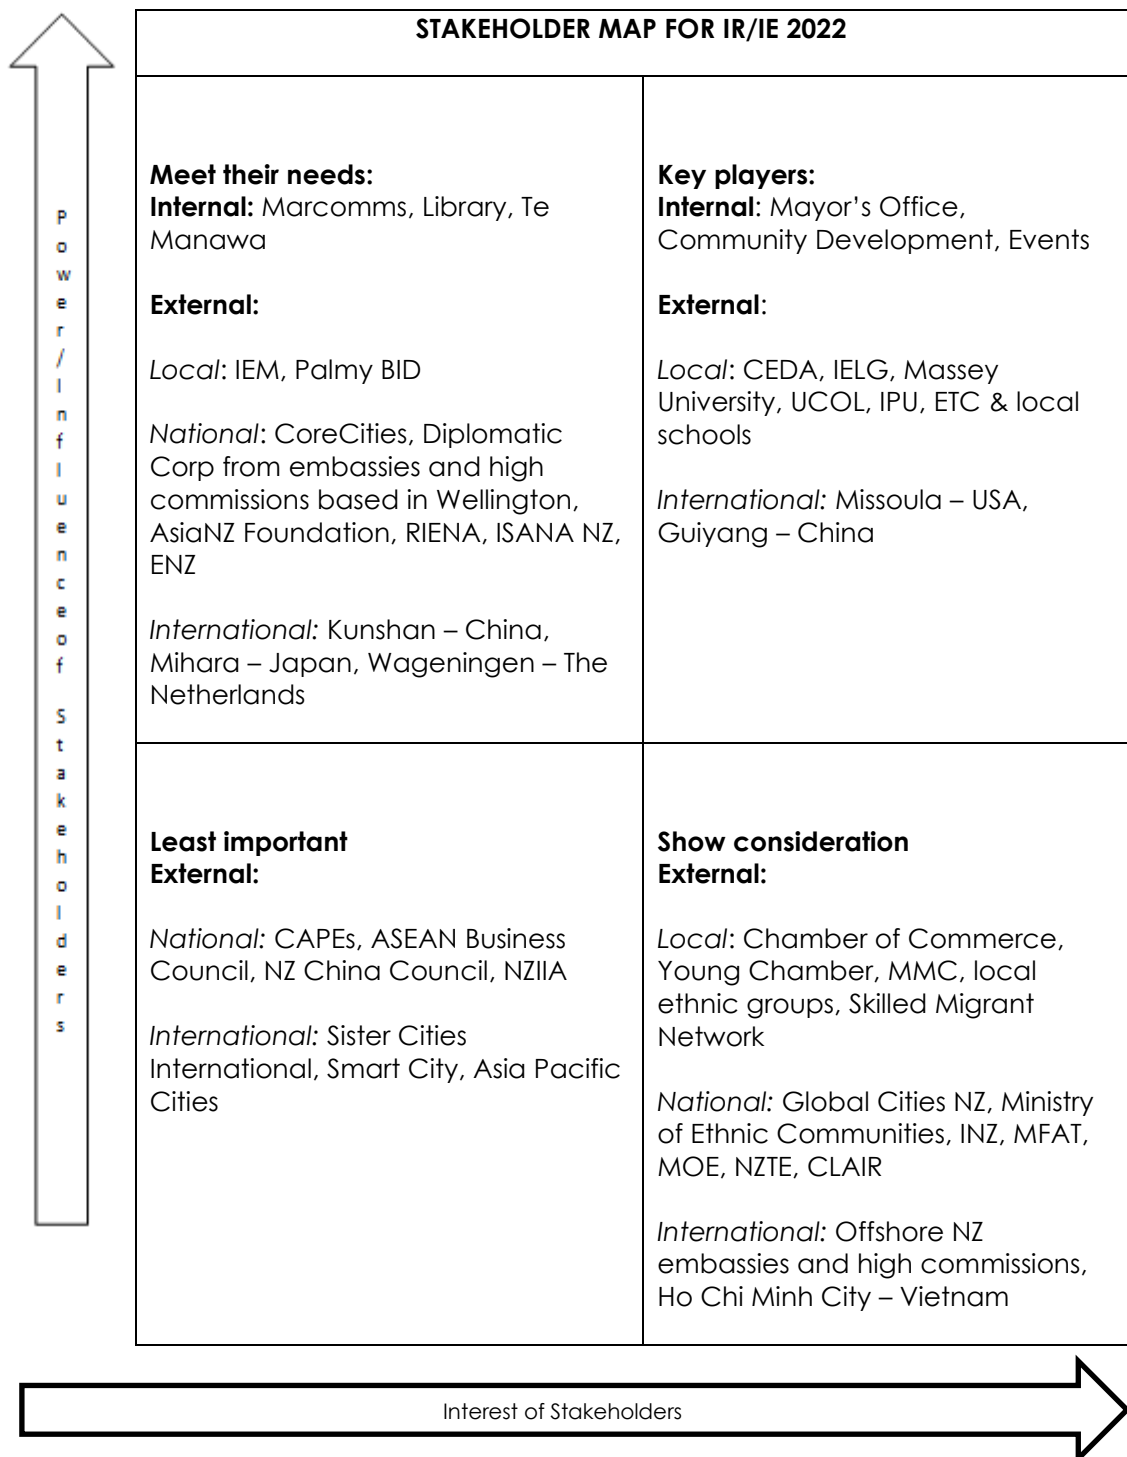 STAKEHOLDER MAP FOR IR/IE 2022
Power/Influence of Stakeholders
Meet their needs:
Internal: Marcomms, Library, Te
Manawa
External:
Local: IEM, Palmy BID
National: CoreCities, Diplomatic
Corp from embassies and high
commissions based in Wellington,
AsiaNZ Foundation, RIENA, ISANA NZ,
ENZ
International: Kunshan – China,
Mihara – Japan, Wageningen – The
Netherlands
Key players:
Internal: Mayor’s Office,
Community Development, Events
External:
Local: CEDA, IELG, Massey
University, UCOL, IPU, ETC & local
schools
International: Missoula – USA,
Guiyang – China
Least important
External:
National: CAPEs, ASEAN Business
Council, NZ China Council, NZIIA
International: Sister Cities
International, Smart City, Asia Pacific
Cities
Show consideration
External:
Local: Chamber of Commerce,
Young Chamber, MMC, local
ethnic groups, Skilled Migrant
Network
National: Global Cities NZ, Ministry
of Ethnic Communities, INZ, MFAT,
MOE, NZTE, CLAIR
International: Offshore NZ
embassies and high commissions,
Ho Chi Minh City – Vietnam
Interest of Stakeholders